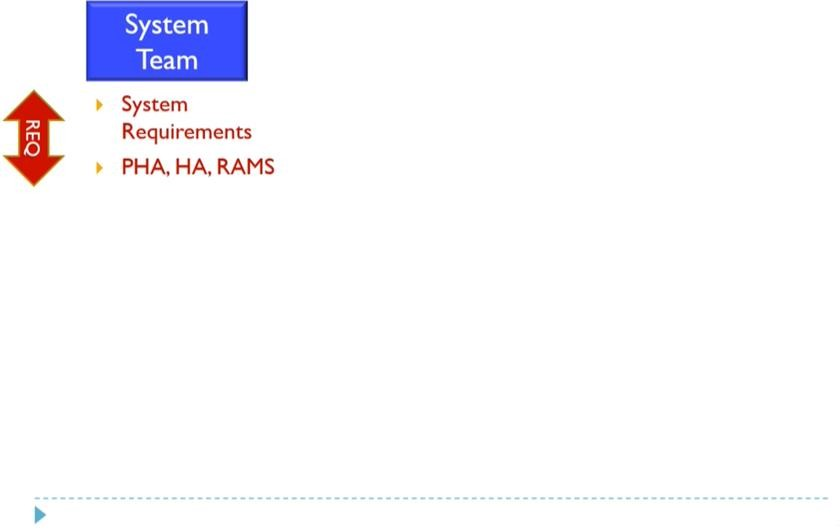 System
Team
REQ
System
Requirements
PHA, HA, RAMS